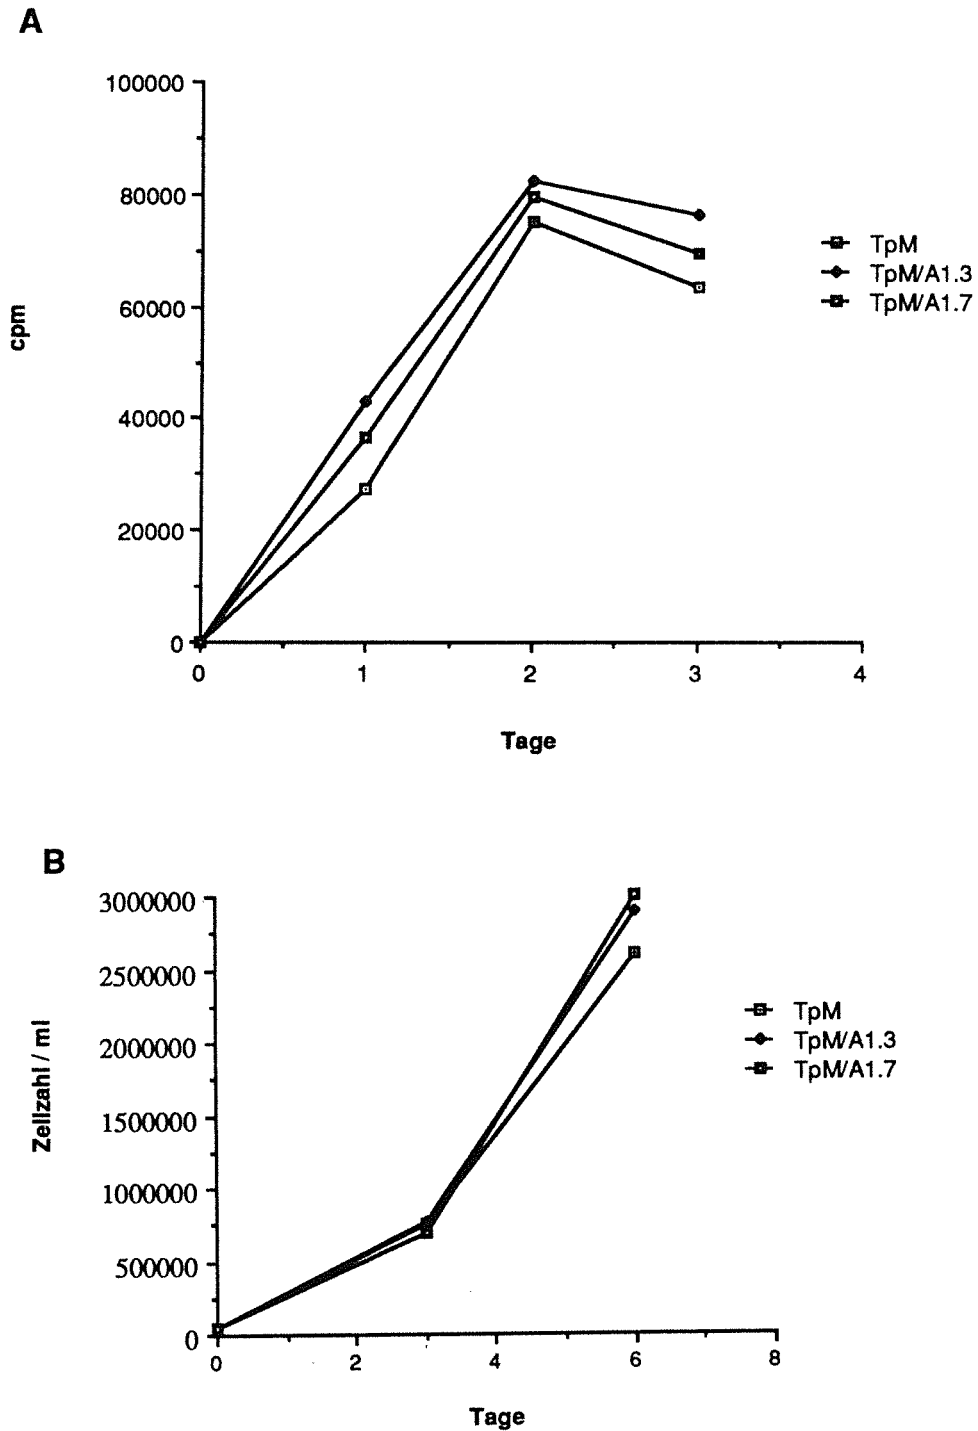 A
100000
80000
60000
40000
20000
0
cpm
0 1 2 3 4
Tage
TpM
TpM/A1.3
TpM/A1.7
B
3000000
2500000
2000000
1500000
1000000
500000
0
Zellzahl / ml
0 2 4 6 8
Tage
TpM
TpM/A1.3
TpM/A1.7